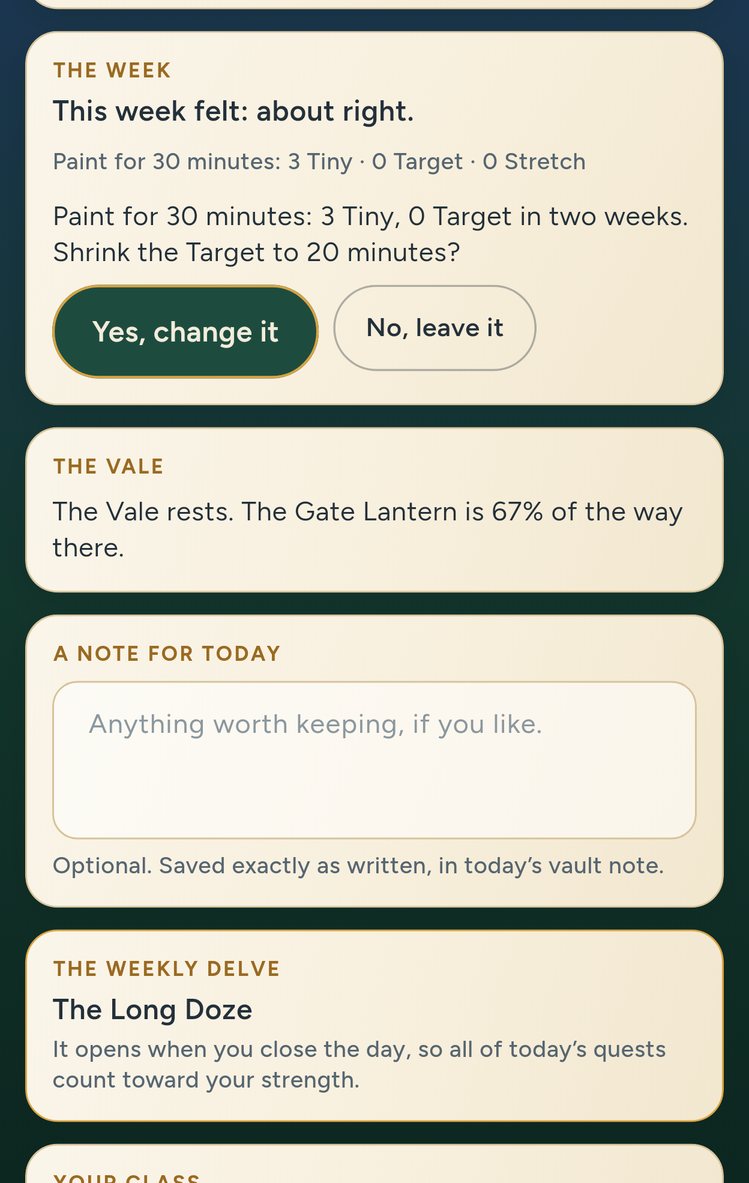 THE WEEK
This week felt: about right.
Paint for 30 minutes: 3 Tiny · 0 Target · 0 Stretch
Paint for 30 minutes: 3 Tiny, 0 Target in two weeks.
Shrink the Target to 20 minutes?
Yes, change it
No, leave it
THE VALE
The Vale rests. The Gate Lantern is 67% of the way
there.
A NOTE FOR TODAY
Anything worth keeping, if you like.
Optional. Saved exactly as written, in today’s vault note.
THE WEEKLY DELVE
The Long Doze
It opens when you close the day, so all of today’s quests
count toward your strength.
YOUR CLASS